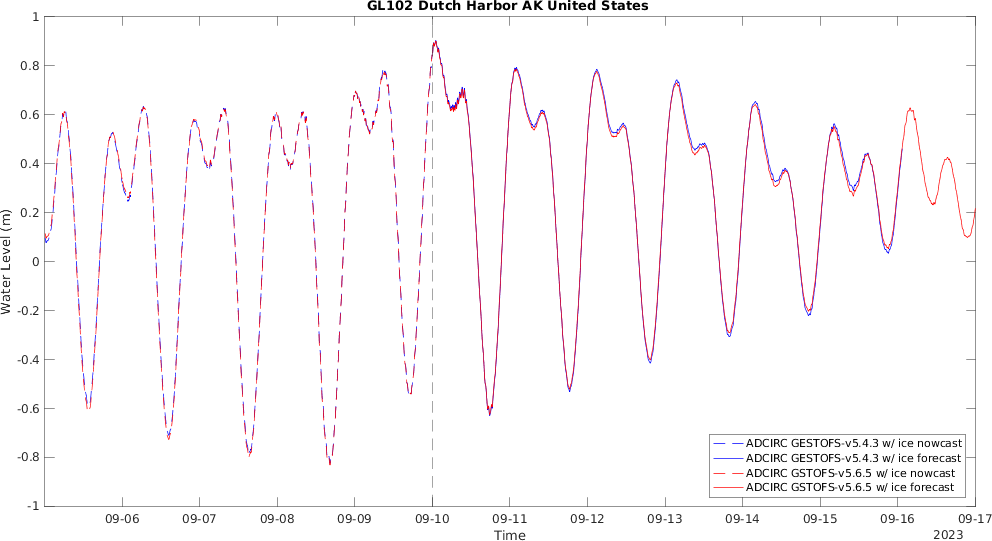 GL102 Dutch Harbor AK United States
1
0.8
0.6
0.4
0.2
0
-0.2
-0.4
-0.6
-0.8
-1
Water Level (m)
ADCIRC GESTOFS-v5.4.3 w/ ice nowcast
ADCIRC GESTOFS-v5.4.3 w/ ice forecast
ADCIRC GSTOFS-v5.6.5 w/ ice nowcast
ADCIRC GSTOFS-v5.6.5 w/ ice forecast
09-06 09-07 09-08 09-09 09-10 09-11 09-12 09-13 09-14 09-15 09-16 09-17
Time
2023